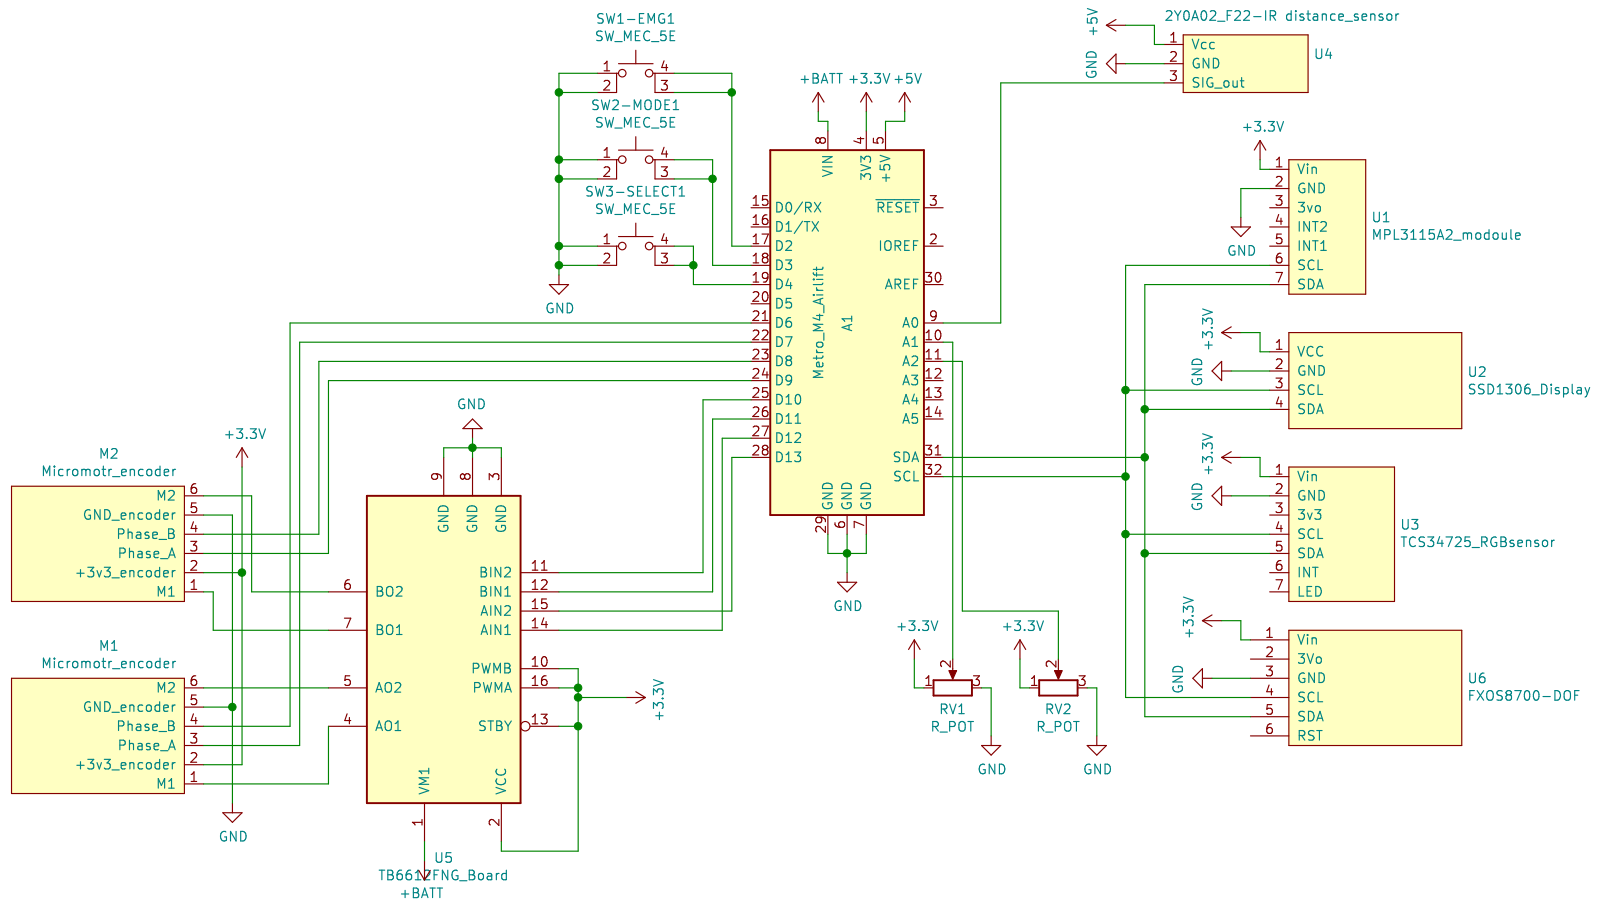 SW1-EMG1
SW_MEC_5E
1 4
2 3
SW2-MODE1
SW_MEC_5E
1 4
2 3
SW3-SELECT1
SW_MEC_5E
1 4
2 3
GND
+BATT +3.3V +5V
8 4 5
VIN 3V3 +5V
15 D0/RX
16 D1/TX
17 D2
18 D3
19 D4
20 D5
21 D6
22 D7
23 D8
24 D9
25 D10
26 D11
27 D12
28 D13
RESET 3
IOREF 2
AREF 30
A0 9
A1 10
A2 11
A3 12
A4 13
A5 14
SDA 31
SCL 32
Metro_M4_Airlift
A1
GND GND GND
29 6 7
GND
+5V
GND
2Y0A02_F22-IR distance_sensor
1 Vcc
2 GND
3 SIG_out
U4
+3.3V
GND
1 Vin
2 GND
3 3vo
4 INT2
5 INT1
6 SCL
7 SDA
U1
MPL3115A2_modoule
+3.3V
GND
1 VCC
2 GND
3 SCL
4 SDA
U2
SSD1306_Display
+3.3V
GND
1 Vin
2 GND
3 3v3
4 SCL
5 SDA
6 INT
7 LED
U3
TCS34725_RGBsensor
+3.3V
GND
1 Vin
2 3Vo
3 GND
4 SCL
5 SDA
6 RST
U6
FXOS8700-DOF
+3.3V
1 2 3
RV1
R_POT
GND
+3.3V
1 2 3
RV2
R_POT
GND
M2
Micromotr_encoder
M2 6
GND_encoder 5
Phase_B 4
Phase_A 3
+3v3_encoder 2
M1 1
+3.3V
M1
Micromotr_encoder
M2 6
GND_encoder 5
Phase_B 4
Phase_A 3
+3v3_encoder 2
M1 1
GND
GND
9 8 3
GND GND GND
6 BO2
7 BO1
5 AO2
4 AO1
BIN2 11
BIN1 12
AIN2 15
AIN1 14
PWMB 10
PWMA 16
STBY 13
+3.3V
VM1 VCC
1 2
U5
TB6612FNG_Board
+BATT